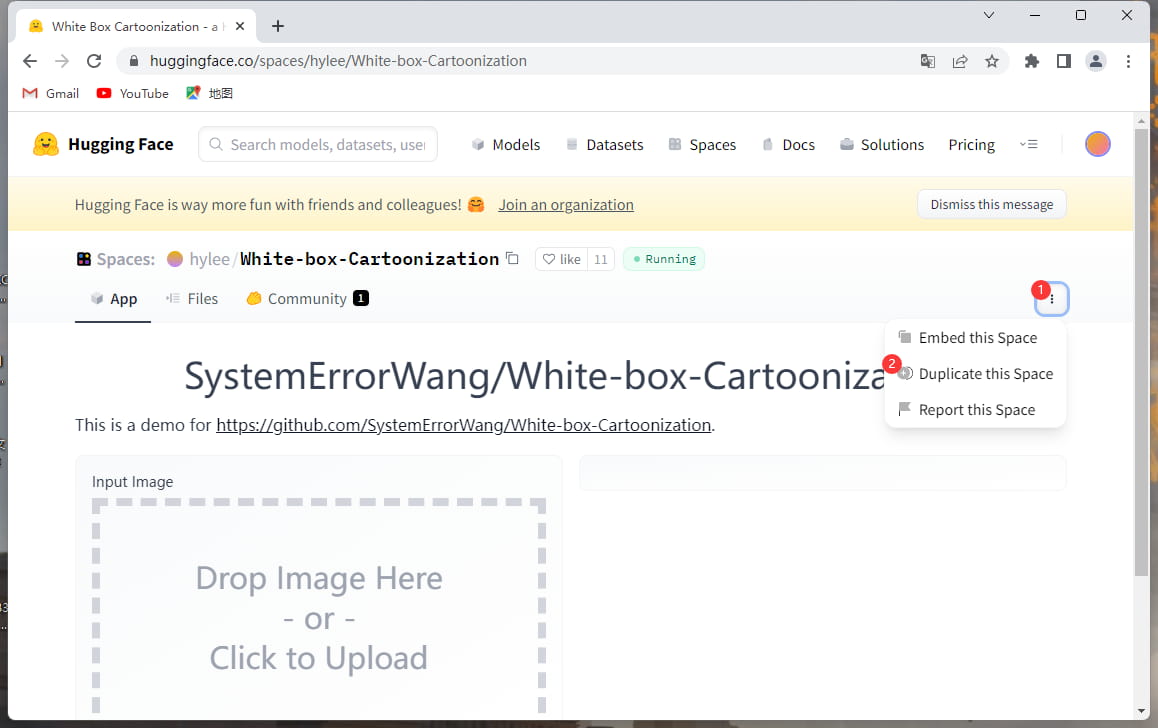 White Box Cartoonization - a
huggingface.co/spaces/hylee/White-box-Cartoonization
Gmail YouTube 地图
Hugging Face Search models, datasets, user Models Datasets Spaces Docs Solutions Pricing
Hugging Face is way more fun with friends and colleagues! 🤗 Join an organization Dismiss this message
Spaces: hylee/White-box-Cartoonization like 11 Running
App Files Community 1
1
Embed this Space
2
Duplicate this Space
Report this Space
SystemErrorWang/White-box-Cartooniza
This is a demo for https://github.com/SystemErrorWang/White-box-Cartoonization.
Input Image
Drop Image Here
- or -
Click to Upload